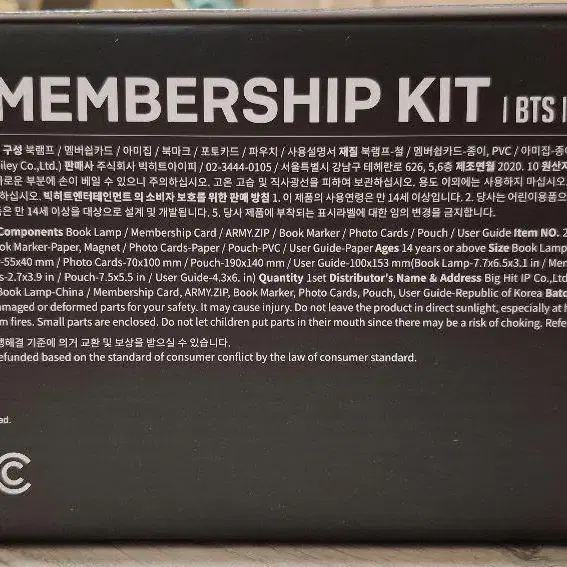 MEMBERSHIP KIT | BTS |
구성 북램프 / 멤버쉽카드 / 아미집 / 북마크 / 포토카드 / 파우치 / 사용설명서 재질 북램프-철 / 멤버쉽카드-종이, PVC / 아미집-종이
iley Co.,Ltd.) 판매사 주식회사 빅히트아이피 / 02-3444-0105 / 서울특별시 강남구 테헤란로 626, 5,6층 제조연월 2020. 10 원산지
카로운 부분에 손이 베일 수 있으니 주의하십시오. 고온 고습 및 직사광선을 피하여 보관하십시오. 용도 이외에는 사용하지 마십시오
하십시오. 빅히트엔터테인먼트 의 소비자 보호를 위한 판매 방침 1. 이 제품의 사용연령은 만 14세 이상입니다. 2. 당사는 어린이용품의
은 만 14세 이상을 대상으로 설계 및 개발됩니다. 5. 당사 제품에 부착되는 표시라벨에 대한 임의 변경을 금지합니다.
Components Book Lamp / Membership Card / ARMY.ZIP / Book Marker / Photo Cards / Pouch / User Guide Item NO. 2
ok Marker-Paper, Magnet / Photo Cards-Paper / Pouch-PVC / User Guide-Paper Ages 14 years or above Size Book Lamp
-55x40 mm / Photo Cards-70x100 mm / Pouch-190x140 mm / User Guide-100x153 mm(Book Lamp-7.7x6.5x3.1 in / Mem
s-2.7x3.9 in / Pouch-7.5x5.5 in / User Guide-4.3x6. in) Quantity 1set Distributor's Name & Address Big Hit IP Co.,Ltd
Book Lamp-China / Membership Card, ARMY.ZIP, Book Marker, Photo Cards, Pouch, User Guide-Republic of Korea Batc
maged or deformed parts for your safety. It may cause injury. Do not leave the product in direct sunlight, especially at h
m fires. Small parts are enclosed. Do not let children put parts in their mouth since there may be a risk of choking. Refe
쟁해결 기준에 의거 교환 및 보상을 받으실 수 있습니다.
efunded based on the standard of consumer conflict by the law of consumer standard.
ad.